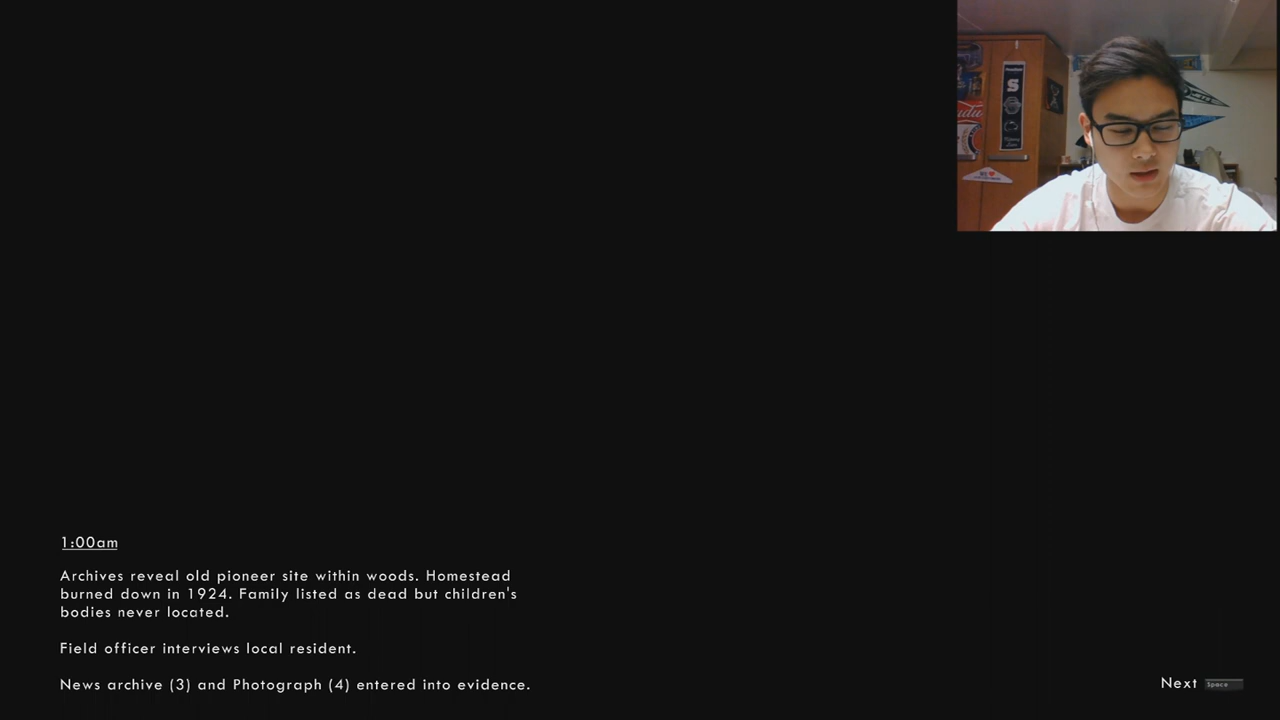 1:00am
Archives reveal old pioneer site within woods. Homestead
burned down in 1924. Family listed as dead but children's
bodies never located.
Field officer interviews local resident.
News archive (3) and Photograph (4) entered into evidence.
Next Space